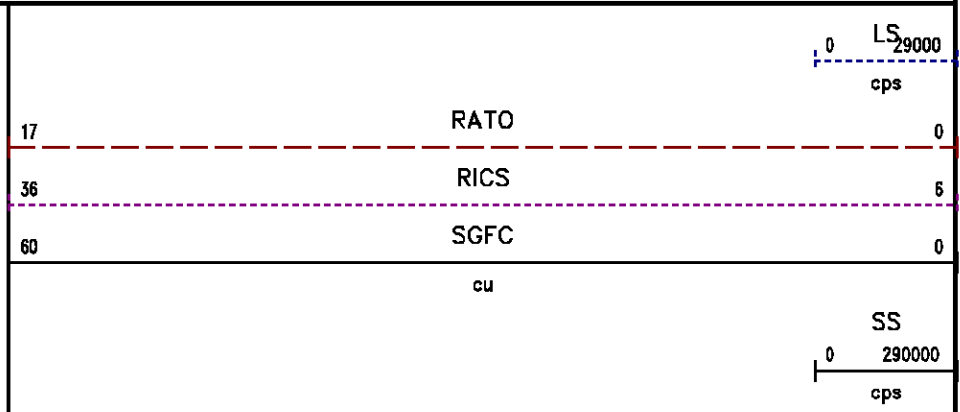 LS
0 29000
cps
RATO
17 0
RICS
36 6
SGFC
60 0
cu
SS
0 290000
cps